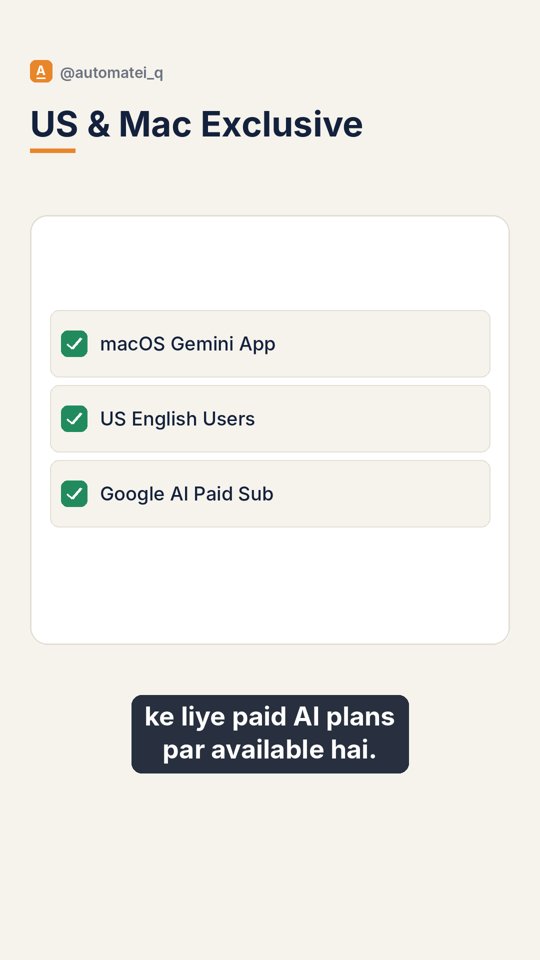 A
@automatei_q
US & Mac Exclusive
macOS Gemini App
US English Users
Google AI Paid Sub
ke liye paid AI plans
par available hai.